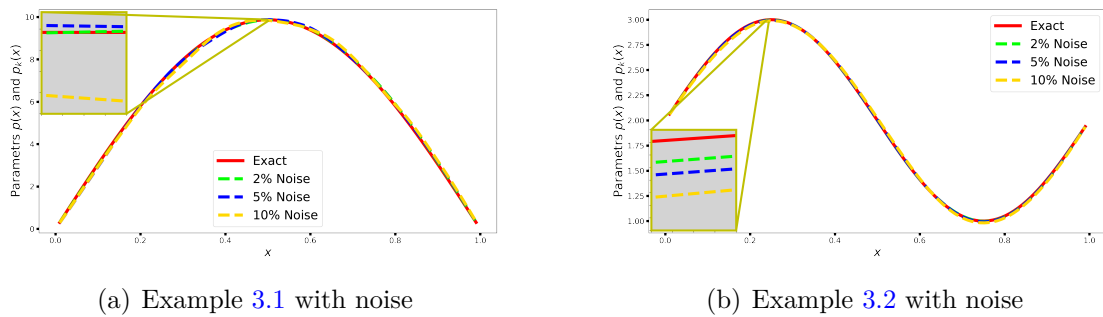 Parametrs p(x) and p_k(x)
10
8
6
4
2
0
0.0 0.2 0.4 0.6 0.8 1.0
x
Exact
2% Noise
5% Noise
10% Noise
(a) Example 3.1 with noise
Parametrs p(x) and p_k(x)
3.00
2.75
2.50
2.25
2.00
1.75
1.50
1.25
1.00
0.0 0.2 0.4 0.6 0.8 1.0
x
Exact
2% Noise
5% Noise
10% Noise
(b) Example 3.2 with noise